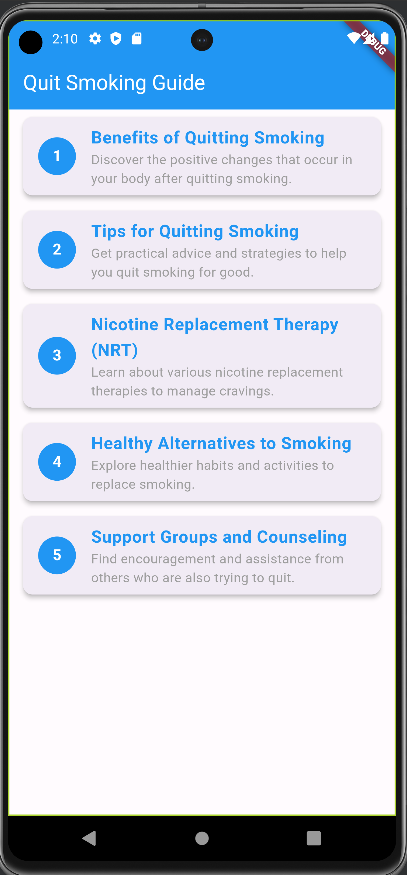 2:10
DEBUG
Quit Smoking Guide
1
Benefits of Quitting Smoking
Discover the positive changes that occur in
your body after quitting smoking.
2
Tips for Quitting Smoking
Get practical advice and strategies to help
you quit smoking for good.
3
Nicotine Replacement Therapy
(NRT)
Learn about various nicotine replacement
therapies to manage cravings.
4
Healthy Alternatives to Smoking
Explore healthier habits and activities to
replace smoking.
5
Support Groups and Counseling
Find encouragement and assistance from
others who are also trying to quit.